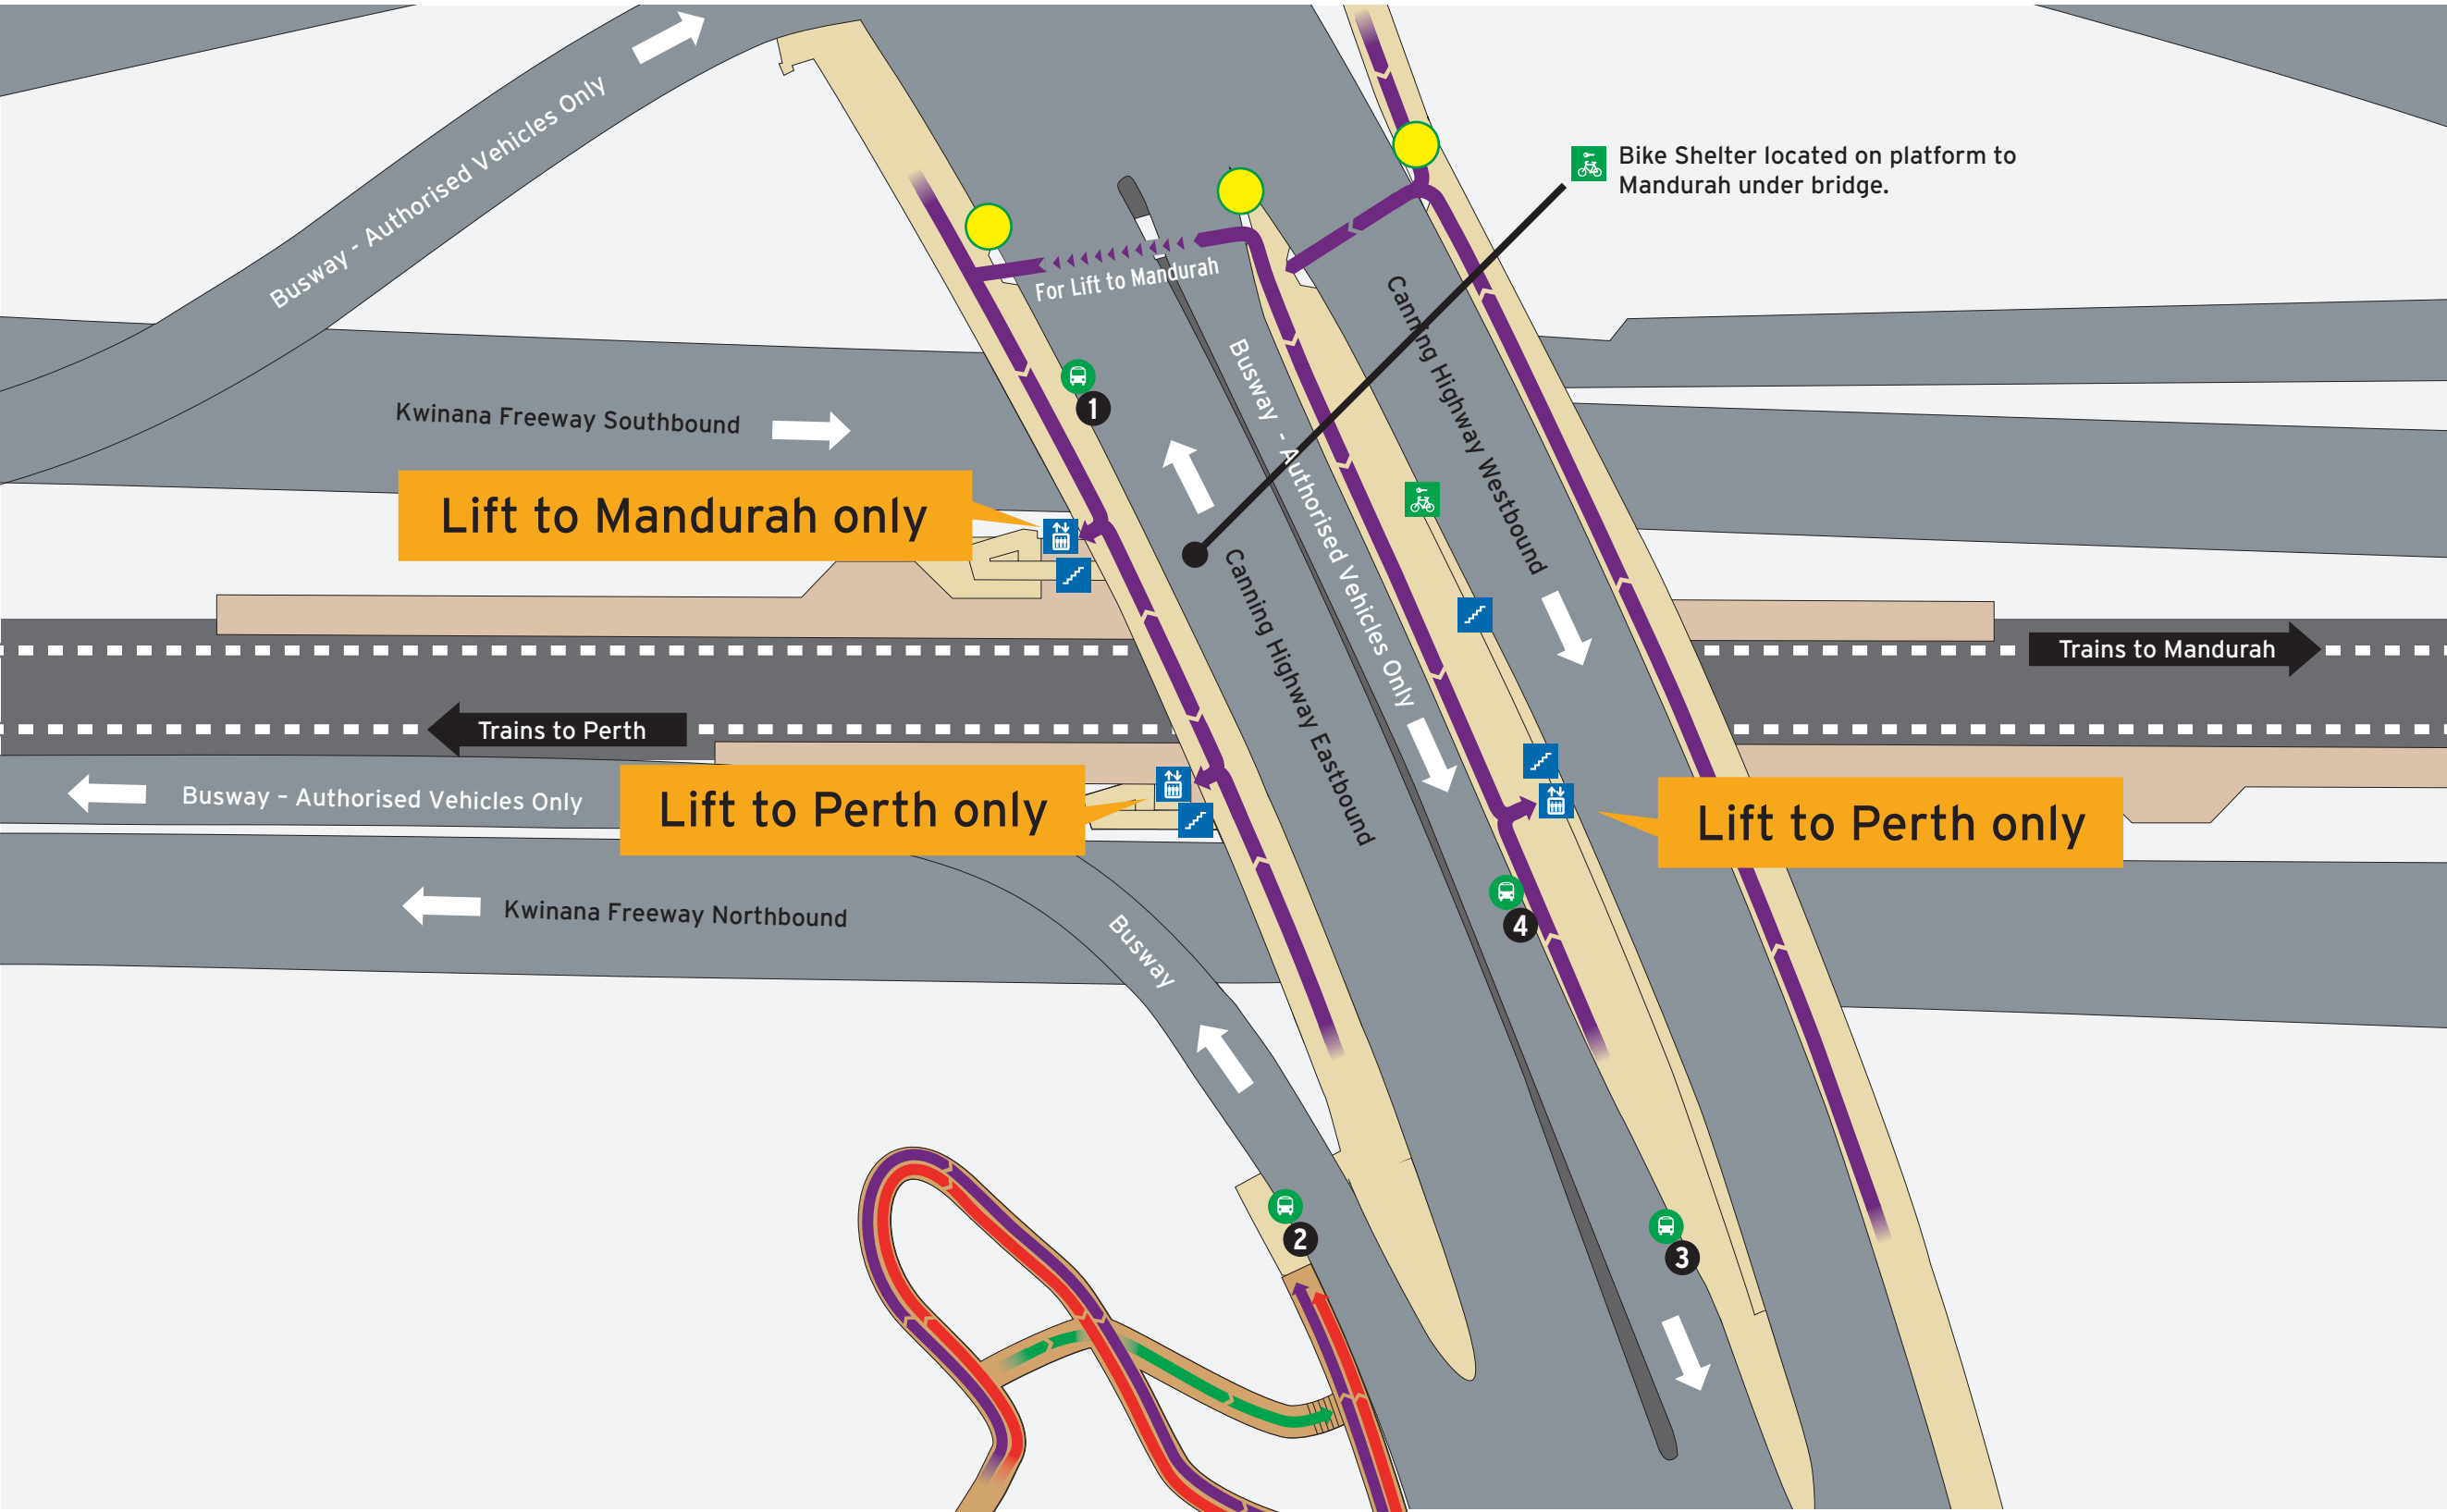 Busway - Authorised Vehicles Only
Bike Shelter located on platform to
Mandurah under bridge.
For Lift to Mandurah
Canning Highway Westbound
Busway - Authorised Vehicles Only
1
Kwinana Freeway Southbound
Lift to Mandurah only
Canning Highway Eastbound
Trains to Mandurah
Trains to Perth
Busway – Authorised Vehicles Only
Lift to Perth only
Lift to Perth only
4
Kwinana Freeway Northbound
Busway
2
3